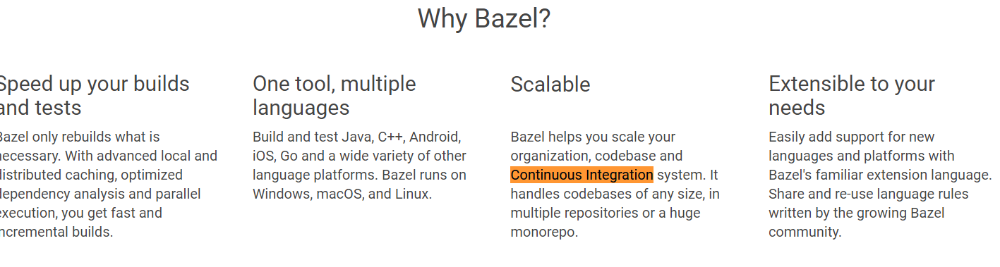 Why Bazel?
Speed up your builds
and tests
Bazel only rebuilds what is
necessary. With advanced local and
distributed caching, optimized
dependency analysis and parallel
execution, you get fast and
incremental builds.
One tool, multiple
languages
Build and test Java, C++, Android,
iOS, Go and a wide variety of other
language platforms. Bazel runs on
Windows, macOS, and Linux.
Scalable
Bazel helps you scale your
organization, codebase and
Continuous Integration system. It
handles codebases of any size, in
multiple repositories or a huge
monorepo.
Extensible to your
needs
Easily add support for new
languages and platforms with
Bazel's familiar extension language.
Share and re-use language rules
written by the growing Bazel
community.